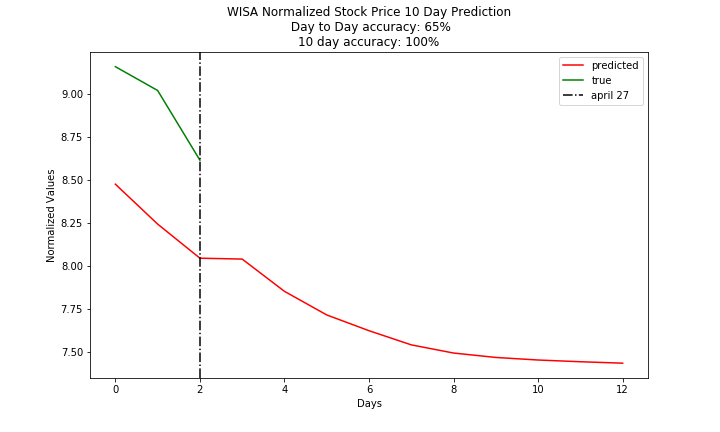 WISA Normalized Stock Price 10 Day Prediction
Day to Day accuracy: 65%
10 day accuracy: 100%
predicted
true
april 27
9.00
8.75
8.50
8.25
8.00
7.75
7.50
Normalized Values
0 2 4 6 8 10 12
Days